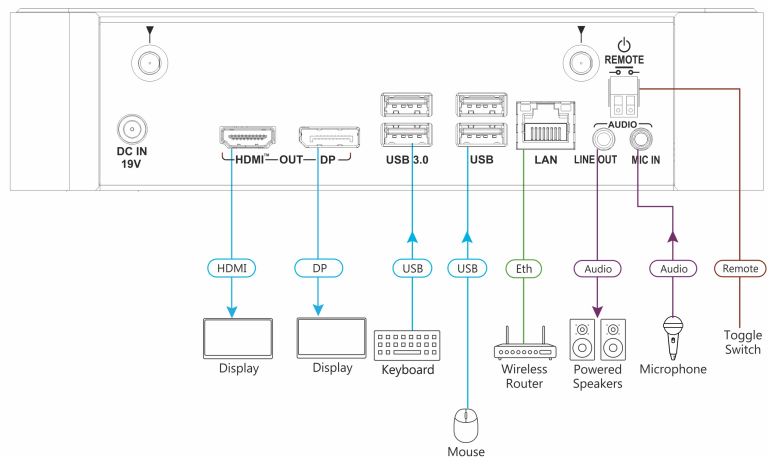 REMOTE
AUDIO
DC IN
19V
HDMI™ OUT DP
USB 3.0
USB
LAN
LINE OUT
MIC IN
HDMI
DP
USB
USB
Eth
Audio
Audio
Remote
Display
Display
Keyboard
Mouse
Wireless
Router
Powered
Speakers
Microphone
Toggle
Switch